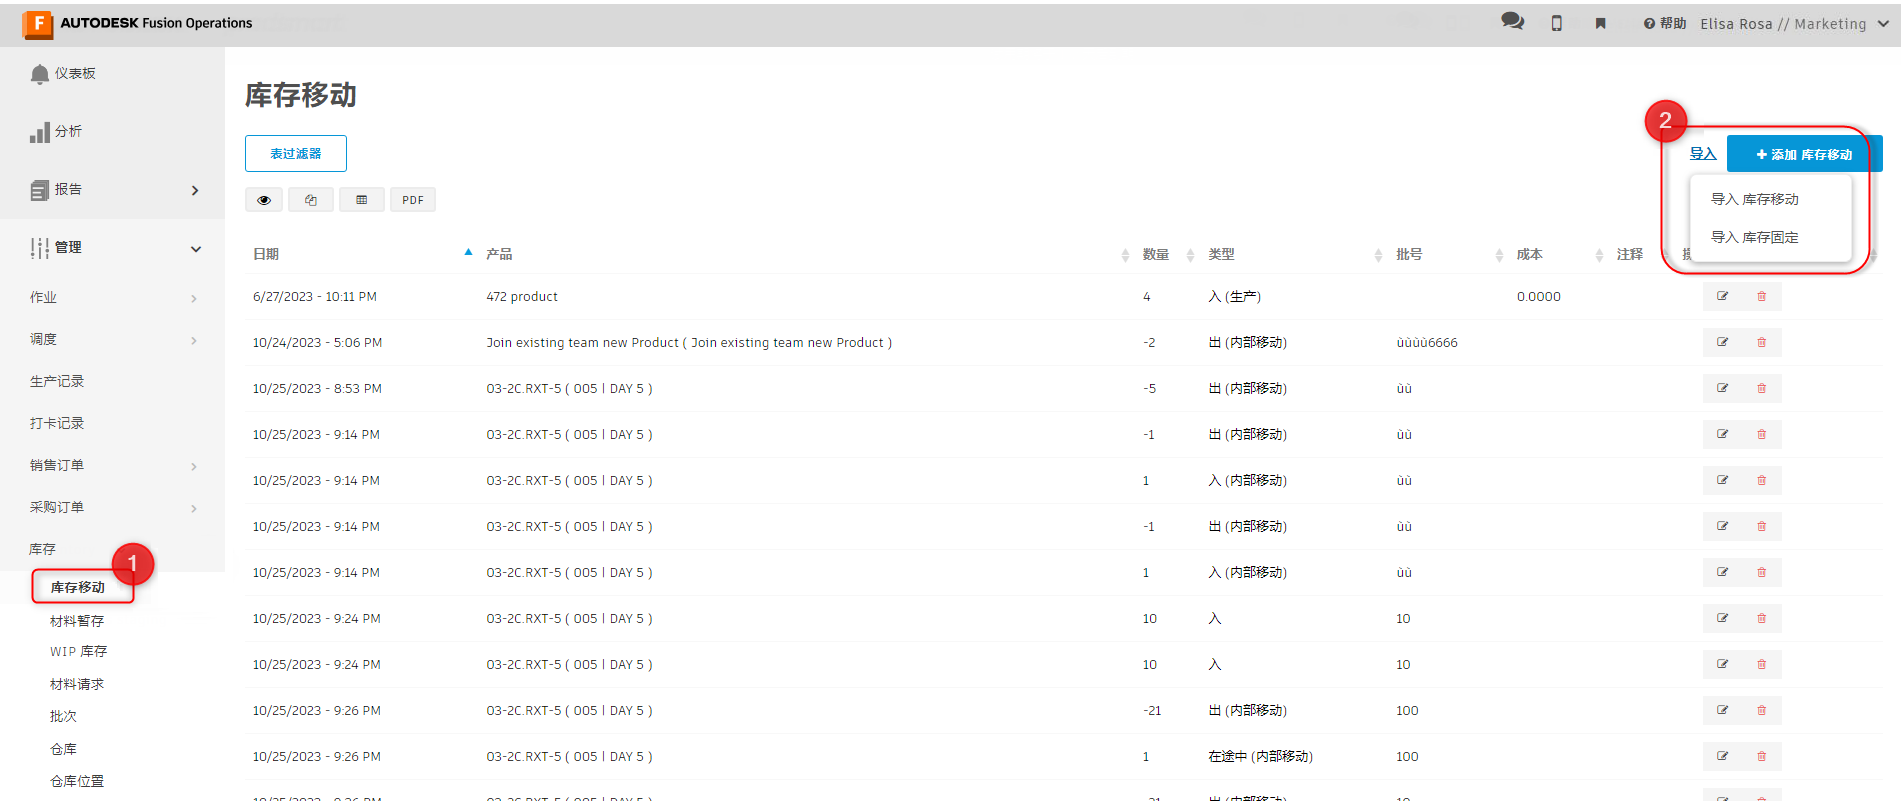 F AUTODESK Fusion Operations
帮助 Elisa Rosa // Marketing
仪表板
分析
报告
管理
作业
调度
生产记录
打卡记录
销售订单
采购订单
库存
1
库存移动
材料暂存
WIP 库存
材料请求
批次
仓库
仓库位置
库存移动
表过滤器
PDF
2
导入 + 添加 库存移动
导入 库存移动
导入 库存固定
日期 产品 数量 类型 批号 成本 注释
6/27/2023 - 10:11 PM 472 product 4 入 (生产) 0.0000
10/24/2023 - 5:06 PM Join existing team new Product ( Join existing team new Product ) -2 出 (内部移动) ùùùù6666
10/25/2023 - 8:53 PM 03-2C.RXT-5 ( 005 | DAY 5 ) -5 出 (内部移动) ùù
10/25/2023 - 9:14 PM 03-2C.RXT-5 ( 005 | DAY 5 ) -1 出 (内部移动) ùù
10/25/2023 - 9:14 PM 03-2C.RXT-5 ( 005 | DAY 5 ) 1 入 (内部移动) ùù
10/25/2023 - 9:14 PM 03-2C.RXT-5 ( 005 | DAY 5 ) -1 出 (内部移动) ùù
10/25/2023 - 9:14 PM 03-2C.RXT-5 ( 005 | DAY 5 ) 1 入 (内部移动) ùù
10/25/2023 - 9:24 PM 03-2C.RXT-5 ( 005 | DAY 5 ) 10 入 10
10/25/2023 - 9:24 PM 03-2C.RXT-5 ( 005 | DAY 5 ) 10 入 10
10/25/2023 - 9:26 PM 03-2C.RXT-5 ( 005 | DAY 5 ) -21 出 (内部移动) 100
10/25/2023 - 9:26 PM 03-2C.RXT-5 ( 005 | DAY 5 ) 1 在途中 (内部移动) 100